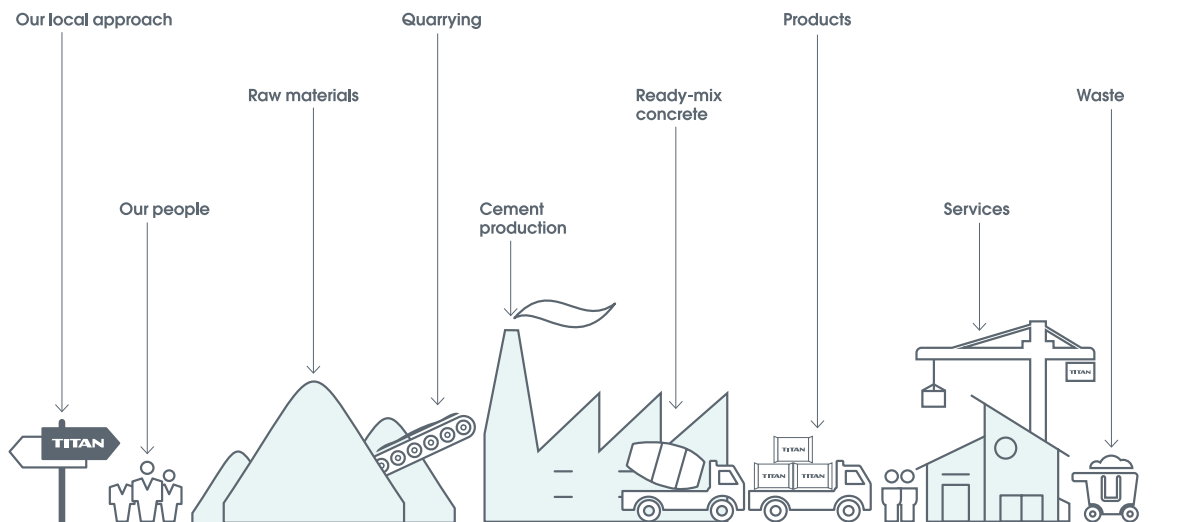 Our local approach
Quarrying
Products
Raw materials
Ready-mix
concrete
Waste
Our people
Cement
production
Services
TITAN
TITAN
TITAN
TITAN TITAN